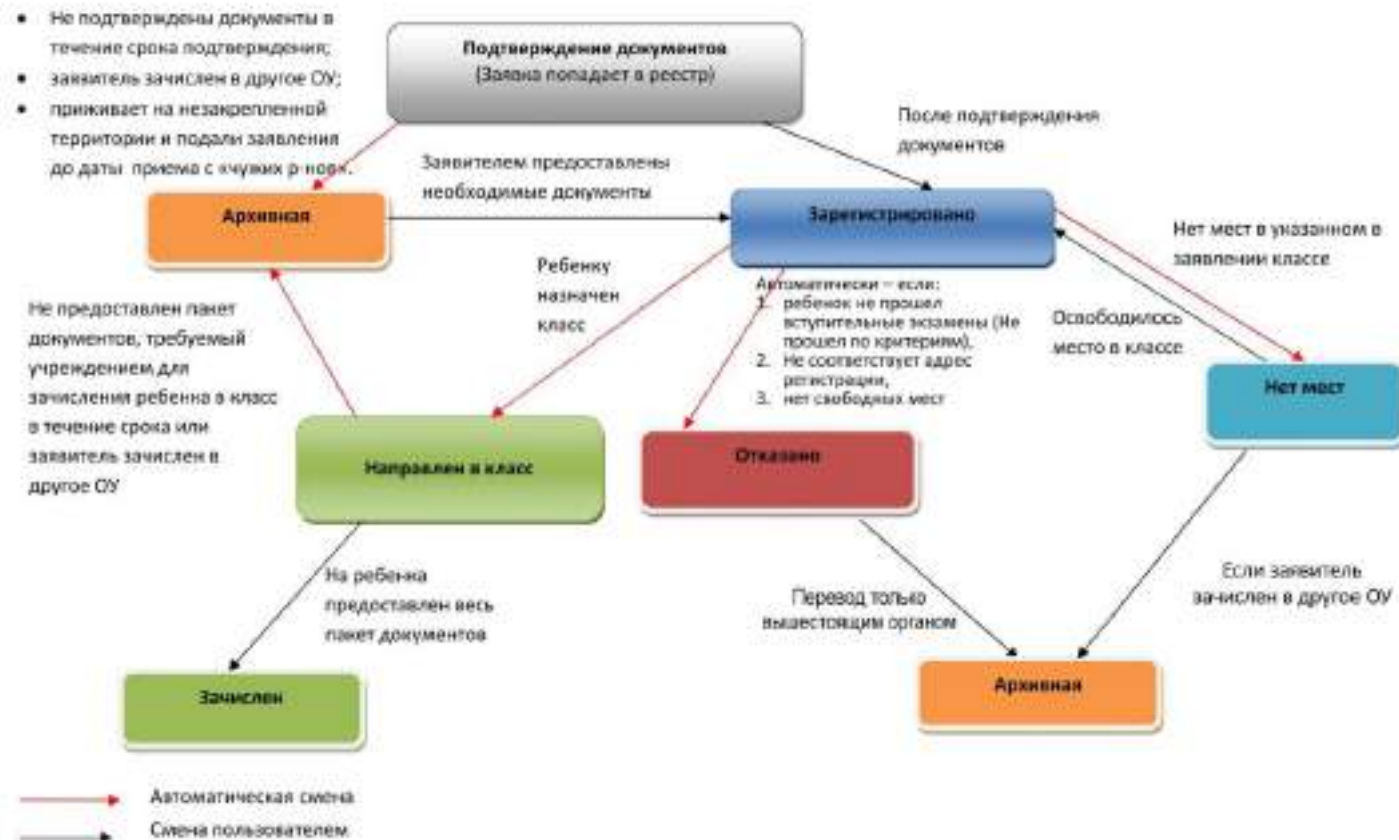 Не подтверждены документы в
течение срока подтверждения;
заявитель зачислен в другое ОУ;
приживает на незакрепленной
территории и подали заявления
до даты приема с «чужих р-нов».
Подтверждение документов
(Заявка попадает в реестр)
После подтверждения
документов
Заявителем предоставлены
необходимые документы
Архивная
Зарегистрировано
Нет мест в указанном в
заявлении классе
Ребенку
назначен
класс
Автоматически – если:
1. ребенок не прошел
вступительные экзамены (Не
прошел по критериям),
2. Не соответствует адрес
регистрации,
3. нет свободных мест
Освободилось
место в классе
Не предоставлен пакет
документов, требуемый
учреждением для
зачисления ребенка в класс
в течение срока или
заявитель зачислен в
другое ОУ
Нет мест
Направлен в класс
Отказано
На ребенка
предоставлен весь
пакет документов
Перевод только
вышестоящим органом
Если заявитель
зачислен в другое ОУ
Зачислен
Архивная
Автоматическая смена
Смена пользователем